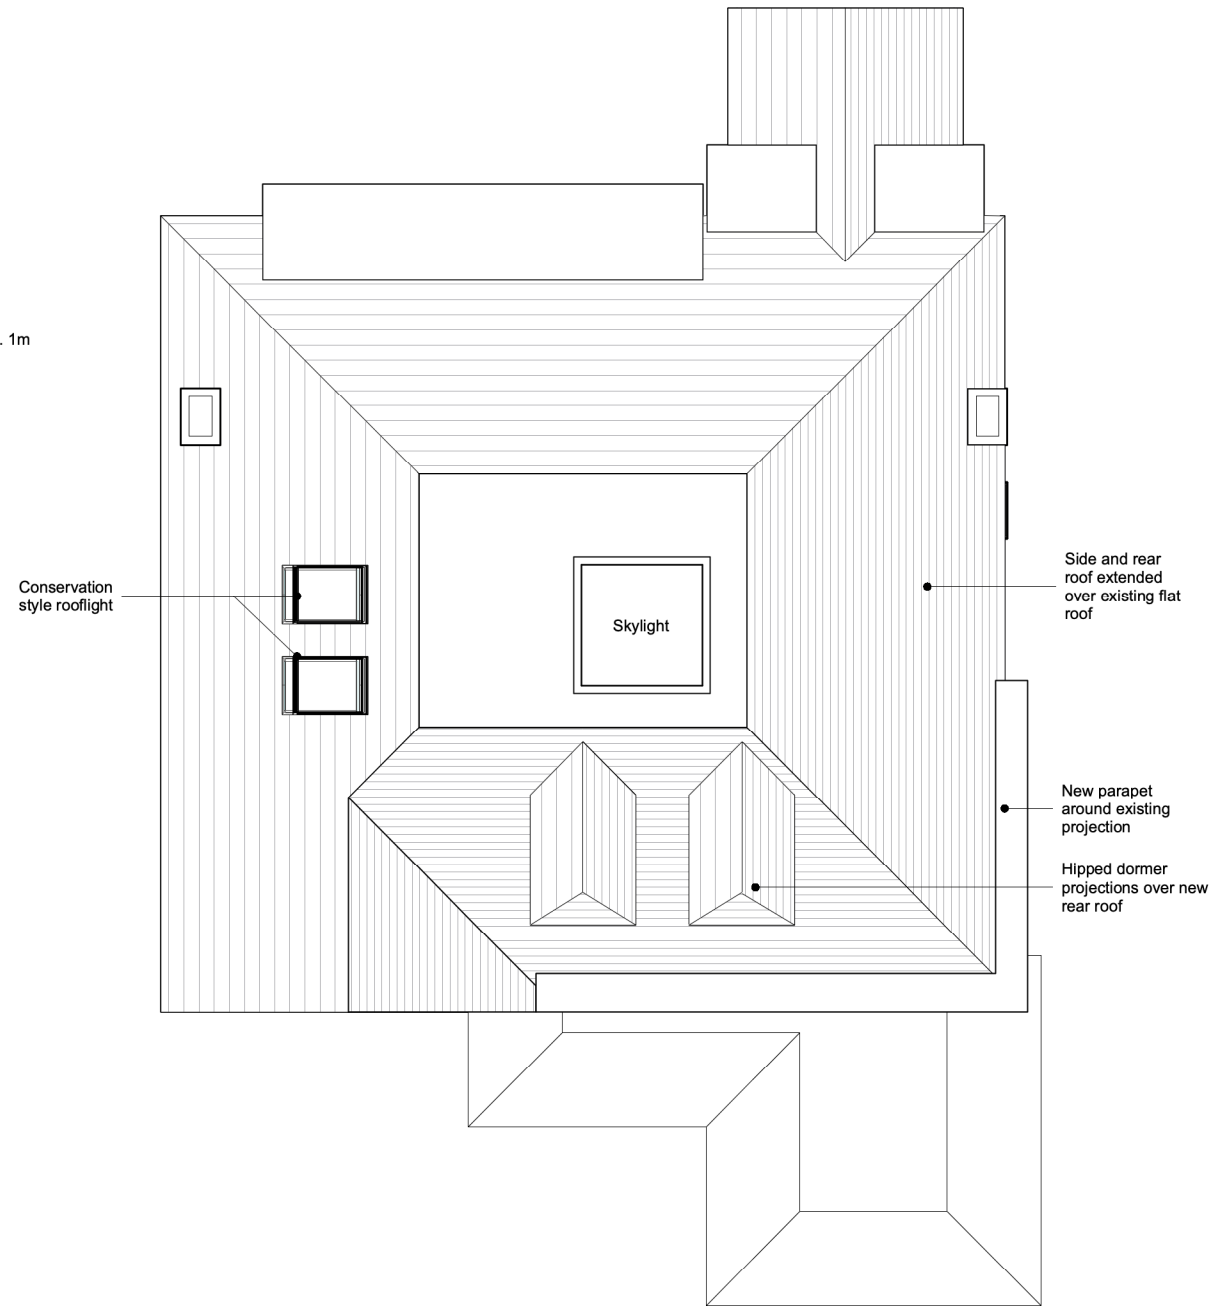 . 1m
Conservation
style rooflight
Skylight
Side and rear
roof extended
over existing flat
roof
New parapet
around existing
projection
Hipped dormer
projections over new
rear roof